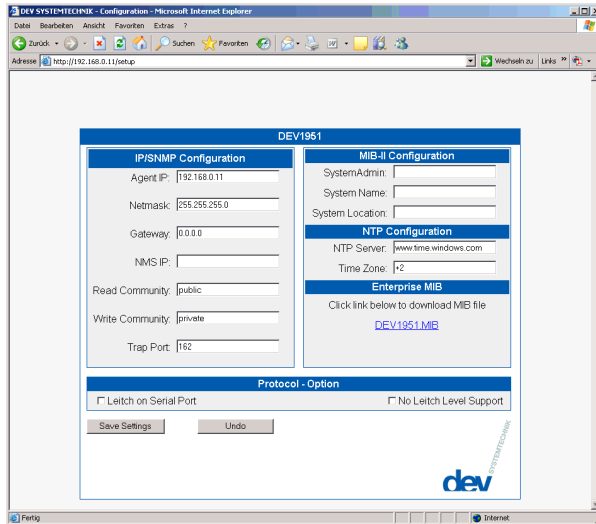 DEV SYSTEMTECHNIK - Configuration - Microsoft Internet Explorer
Datei Bearbeiten Ansicht Favoriten Extras ?
Zurück Suchen Favoriten
Adresse http://192.168.0.11/setup Wechseln zu Links »
DEV1951
IP/SNMP Configuration
Agent IP: 192.168.0.11
Netmask: 255.255.255.0
Gateway: 0.0.0.0
NMS IP:
Read Community: public
Write Community: private
Trap Port: 162
MIB-II Configuration
SystemAdmin:
System Name:
System Location:
NTP Configuration
NTP Server: www.time.windows.com
Time Zone: +2
Enterprise MIB
Click link below to download MIB file
DEV1951.MIB
Protocol - Option
Leitch on Serial Port No Leitch Level Support
Save Settings Undo
dev SYSTEMTECHNIK
Fertig Internet